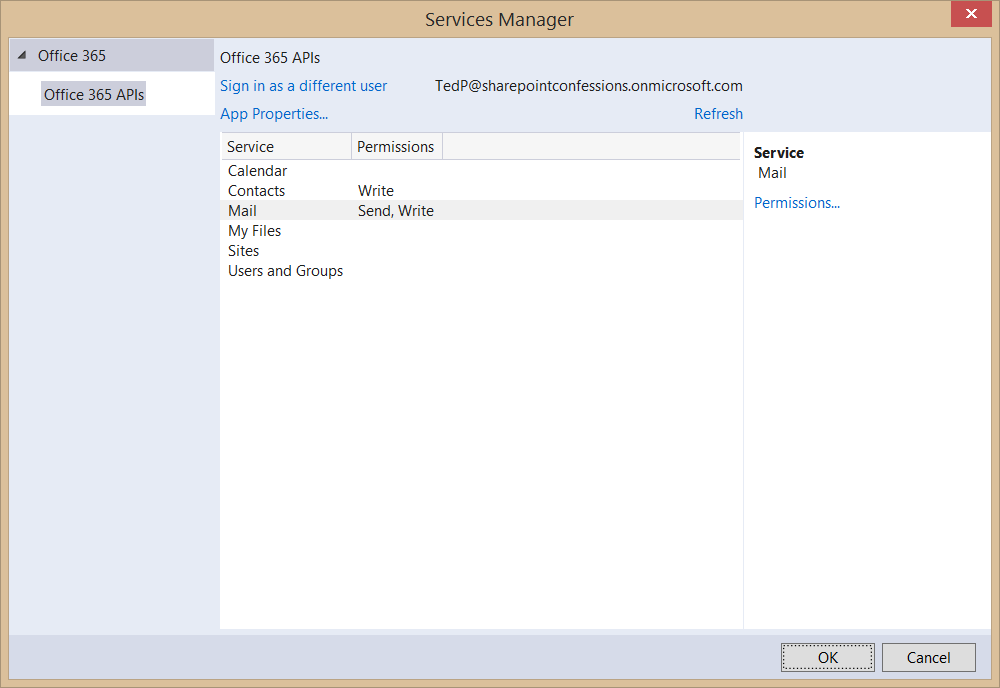 Services Manager
Office 365
Office 365 APIs
Office 365 APIs
Sign in as a different user TedP@sharepointconfessions.onmicrosoft.com
App Properties... Refresh
Service Permissions
Calendar
Contacts Write
Mail Send, Write
My Files
Sites
Users and Groups
Service
Mail
Permissions...
OK Cancel